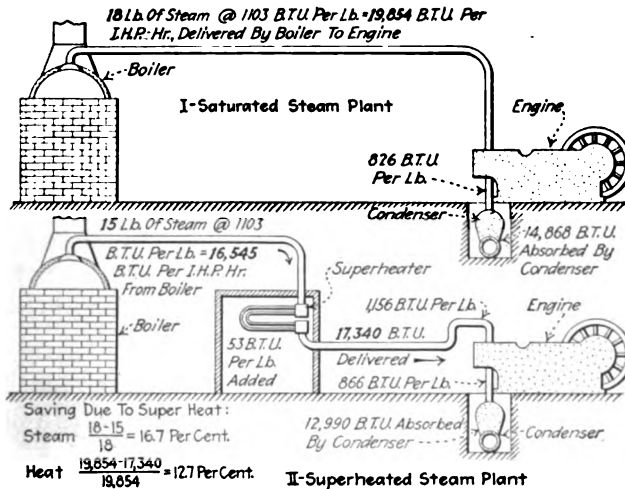 18 Lb. Of Steam @ 1103 B.T.U. Per Lb.=19,854 B.T.U. Per
I.H.P.-Hr., Delivered By Boiler To Engine
Boiler
I-Saturated Steam Plant
Engine
826 B.T.U.
Per Lb.
Condenser
14,868 B.T.U.
Absorbed By
Condenser
15 Lb. Of Steam @ 1103
B.T.U. Per Lb.=16,545
B.T.U. Per I.H.P. Hr.
From Boiler
Superheater
1,156 B.T.U. Per Lb.
Engine
Boiler
17,340 B.T.U.
Delivered
53 B.T.U.
Per Lb.
Added
866 B.T.U. Per Lb.
Saving Due To Super Heat:
Steam 18-15/18 = 16.7 Per Cent.
12,990 B.T.U. Absorbed
By Condenser
Condenser
Heat 19,854-17,340/19,854 = 12.7 Per Cent.
II-Superheated Steam Plant